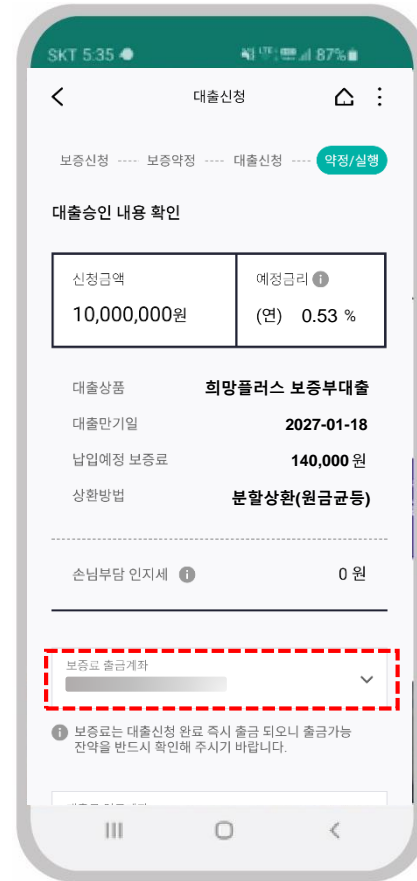 SKT 5:35
LTE 87%
대출신청
보증신청 ---- 보증약정 ---- 대출신청 ---- 약정/실행
대출승인 내용 확인
신청금액 예정금리
10,000,000원 (연) 0.53 %
대출상품 희망플러스 보증부대출
대출만기일 2027-01-18
납입예정 보증료 140,000 원
상환방법 분할상환(원금균등)
손님부담 인지세 0 원
보증료 출금계좌
보증료는 대출신청 완료 즉시 출금 되오니 출금가능
잔약을 반드시 확인해 주시기 바랍니다.